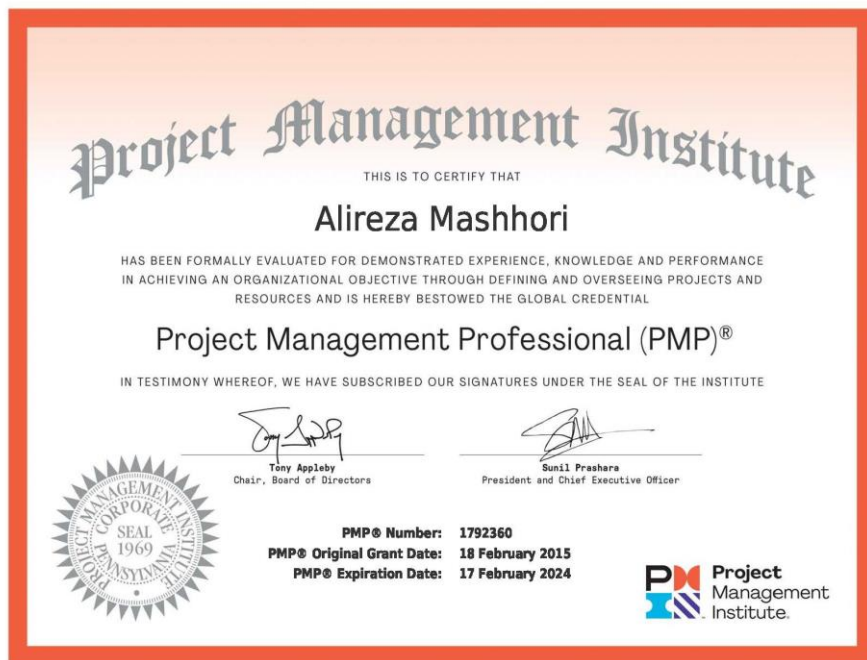 Project Management Institute
THIS IS TO CERTIFY THAT
Alireza Mashhori
HAS BEEN FORMALLY EVALUATED FOR DEMONSTRATED EXPERIENCE, KNOWLEDGE AND PERFORMANCE
IN ACHIEVING AN ORGANIZATIONAL OBJECTIVE THROUGH DEFINING AND OVERSEEING PROJECTS AND
RESOURCES AND IS HEREBY BESTOWED THE GLOBAL CREDENTIAL
Project Management Professional (PMP)®
IN TESTIMONY WHEREOF, WE HAVE SUBSCRIBED OUR SIGNATURES UNDER THE SEAL OF THE INSTITUTE
Tony Appleby
Chair, Board of Directors
Sunil Prashara
President and Chief Executive Officer
PROJECT MANAGEMENT INSTITUTE
CORPORATE
SEAL
1969
PENNSYLVANIA
PMP® Number: 1792360
PMP® Original Grant Date: 18 February 2015
PMP® Expiration Date: 17 February 2024
PM
Project
Management
Institute.